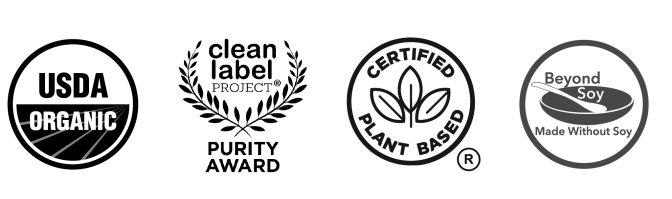 USDA
ORGANIC
clean
label
PROJECT®
PURITY
AWARD
CERTIFIED
PLANT BASED
®
Beyond
Soy
Made Without Soy